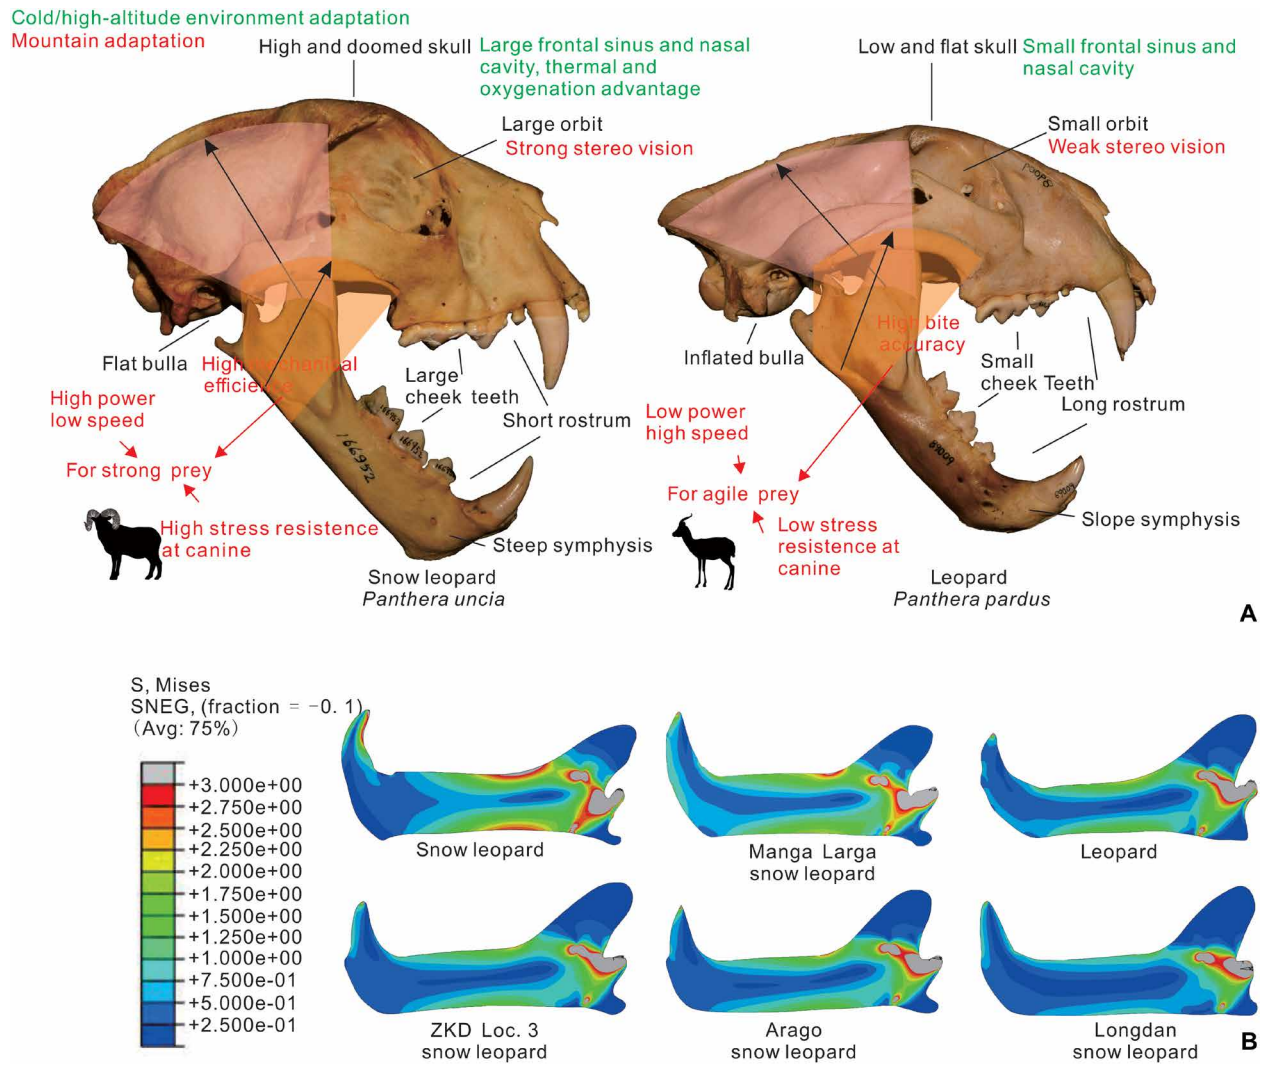 Cold/high-altitude environment adaptation
Mountain adaptation
High and doomed skull
Large frontal sinus and nasal
cavity, thermal and
oxygenation advantage
Large orbit
Strong stereo vision
Low and flat skull
Small frontal sinus and
nasal cavity
Small orbit
Weak stereo vision
Flat bulla
High mechanical
efficience
Large
cheek teeth
Short rostrum
High power
low speed
For strong prey
High stress resistence
at canine
166952
166952
Steep symphysis
Snow leopard
Panthera uncia
Inflated bulla
High bite
accuracy
Small
cheek Teeth
Long rostrum
Low power
high speed
For agile prey
Low stress
resistence at
canine
89009
89009
Slope symphysis
Leopard
Panthera pardus
A
S, Mises
SNEG, (fraction = -0. 1)
(Avg: 75%)
+3.000e+00
+2.750e+00
+2.500e+00
+2.250e+00
+2.000e+00
+1.750e+00
+1.500e+00
+1.250e+00
+1.000e+00
+7.500e-01
+5.000e-01
+2.500e-01
Snow leopard
Manga Larga
snow leopard
Leopard
ZKD Loc. 3
snow leopard
Arago
snow leopard
Longdan
snow leopard
B